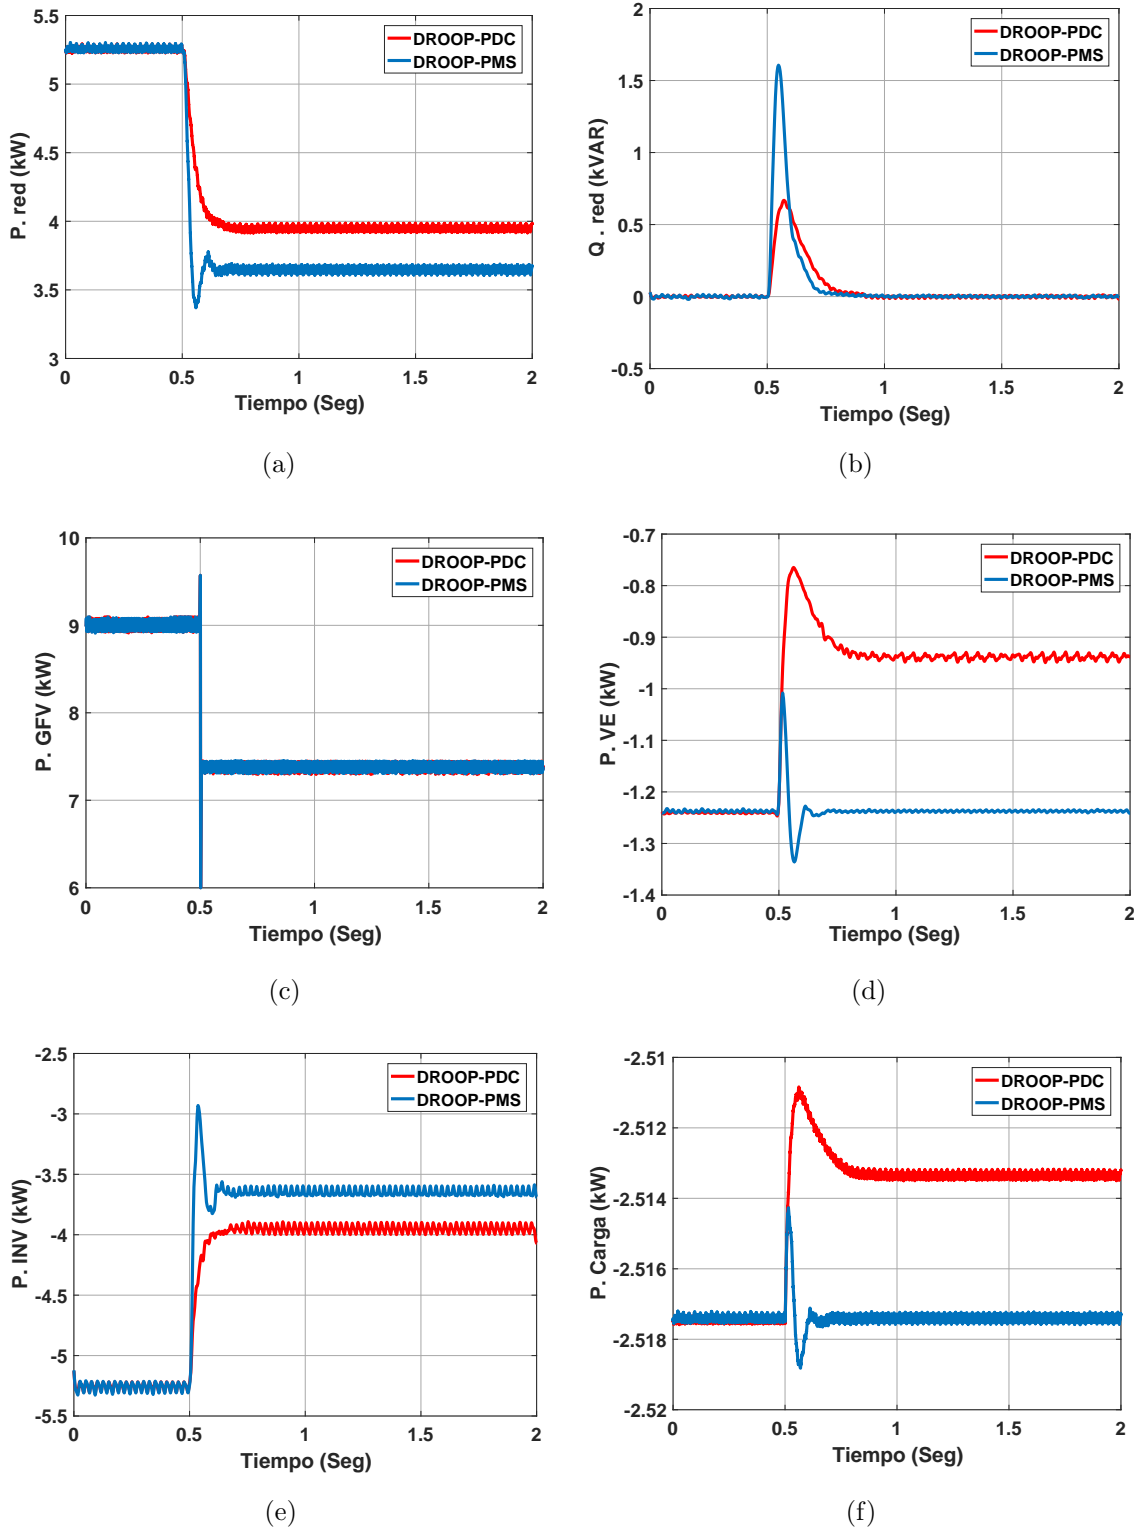 5.5
5
4.5
4
3.5
3
P. red (kW)
DROOP-PDC
DROOP-PMS
0
0.5
1
1.5
2
Tiempo (Seg)
(a)
2
1.5
1
0.5
0
-0.5
Q . red (kVAR)
DROOP-PDC
DROOP-PMS
0
0.5
1
1.5
2
Tiempo (Seg)
(b)
10
9
8
7
6
P. GFV (kW)
DROOP-PDC
DROOP-PMS
0
0.5
1
1.5
2
Tiempo (Seg)
(c)
-0.7
-0.8
-0.9
-1
-1.1
-1.2
-1.3
-1.4
P. VE (kW)
DROOP-PDC
DROOP-PMS
0
0.5
1
1.5
2
Tiempo (Seg)
(d)
-2.5
-3
-3.5
-4
-4.5
-5
-5.5
P. INV (kW)
DROOP-PDC
DROOP-PMS
0
0.5
1
1.5
2
Tiempo (Seg)
(e)
-2.51
-2.512
-2.514
-2.516
-2.518
-2.52
P. Carga (kW)
DROOP-PDC
DROOP-PMS
0
0.5
1
1.5
2
Tiempo (Seg)
(f)